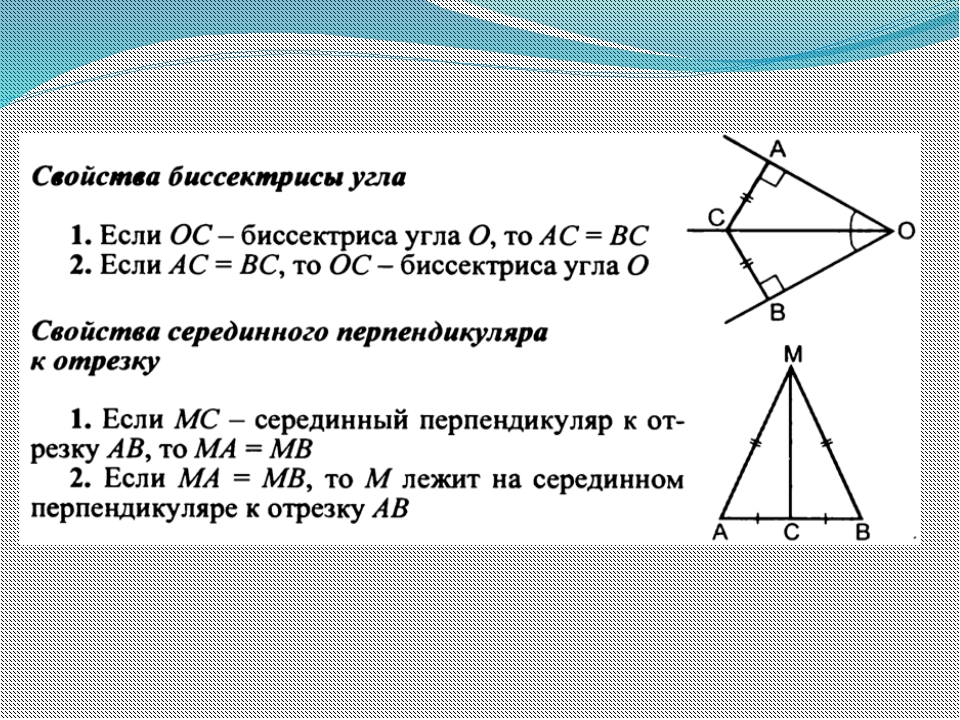 Свойства биссектрисы угла
1. Если OC – биссектриса угла O, то AC = BC
2. Если AC = BC, то OC – биссектриса угла O
Свойства серединного перпендикуляра
к отрезку
1. Если MC – серединный перпендикуляр к от-
резку AB, то MA = MB
2. Если MA = MB, то M лежит на серединном
перпендикуляре к отрезку AB
A
C
O
B
M
A C B